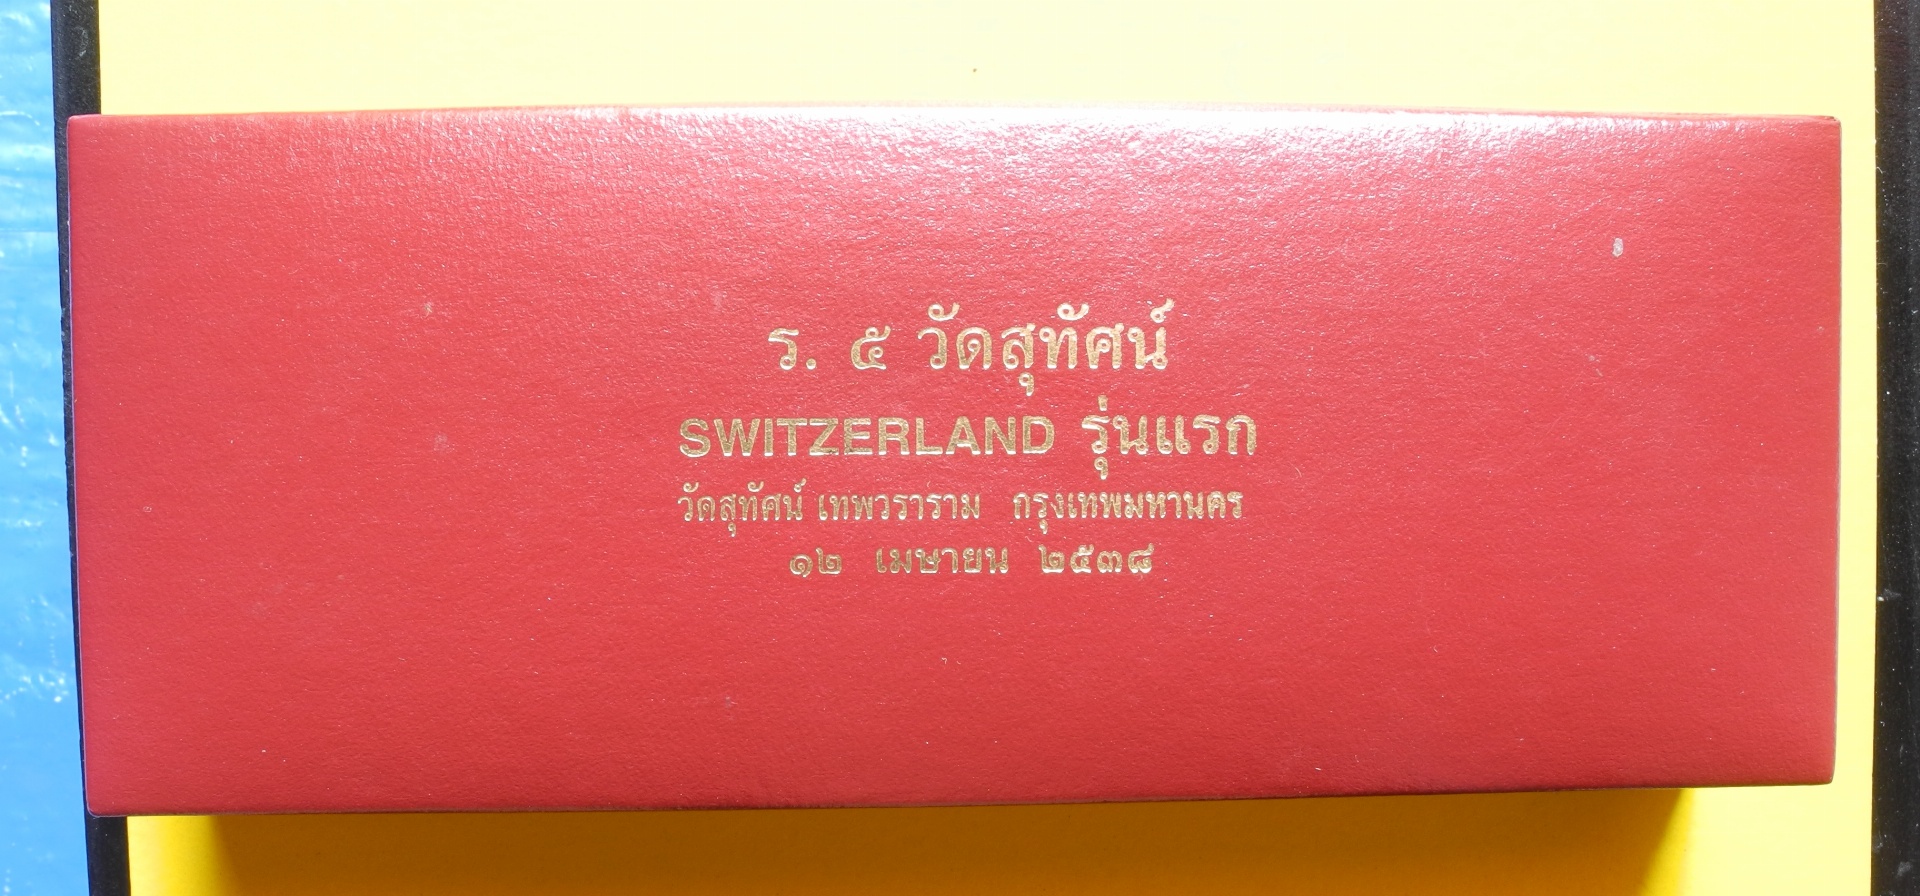 ร. ๕ วัดสุทัศน์
SWITZERLAND รุ่นแรก
วัดสุทัศน์ เทพวราราม กรุงเทพมหานคร
๑๒ เมษายน ๒๕๓๘